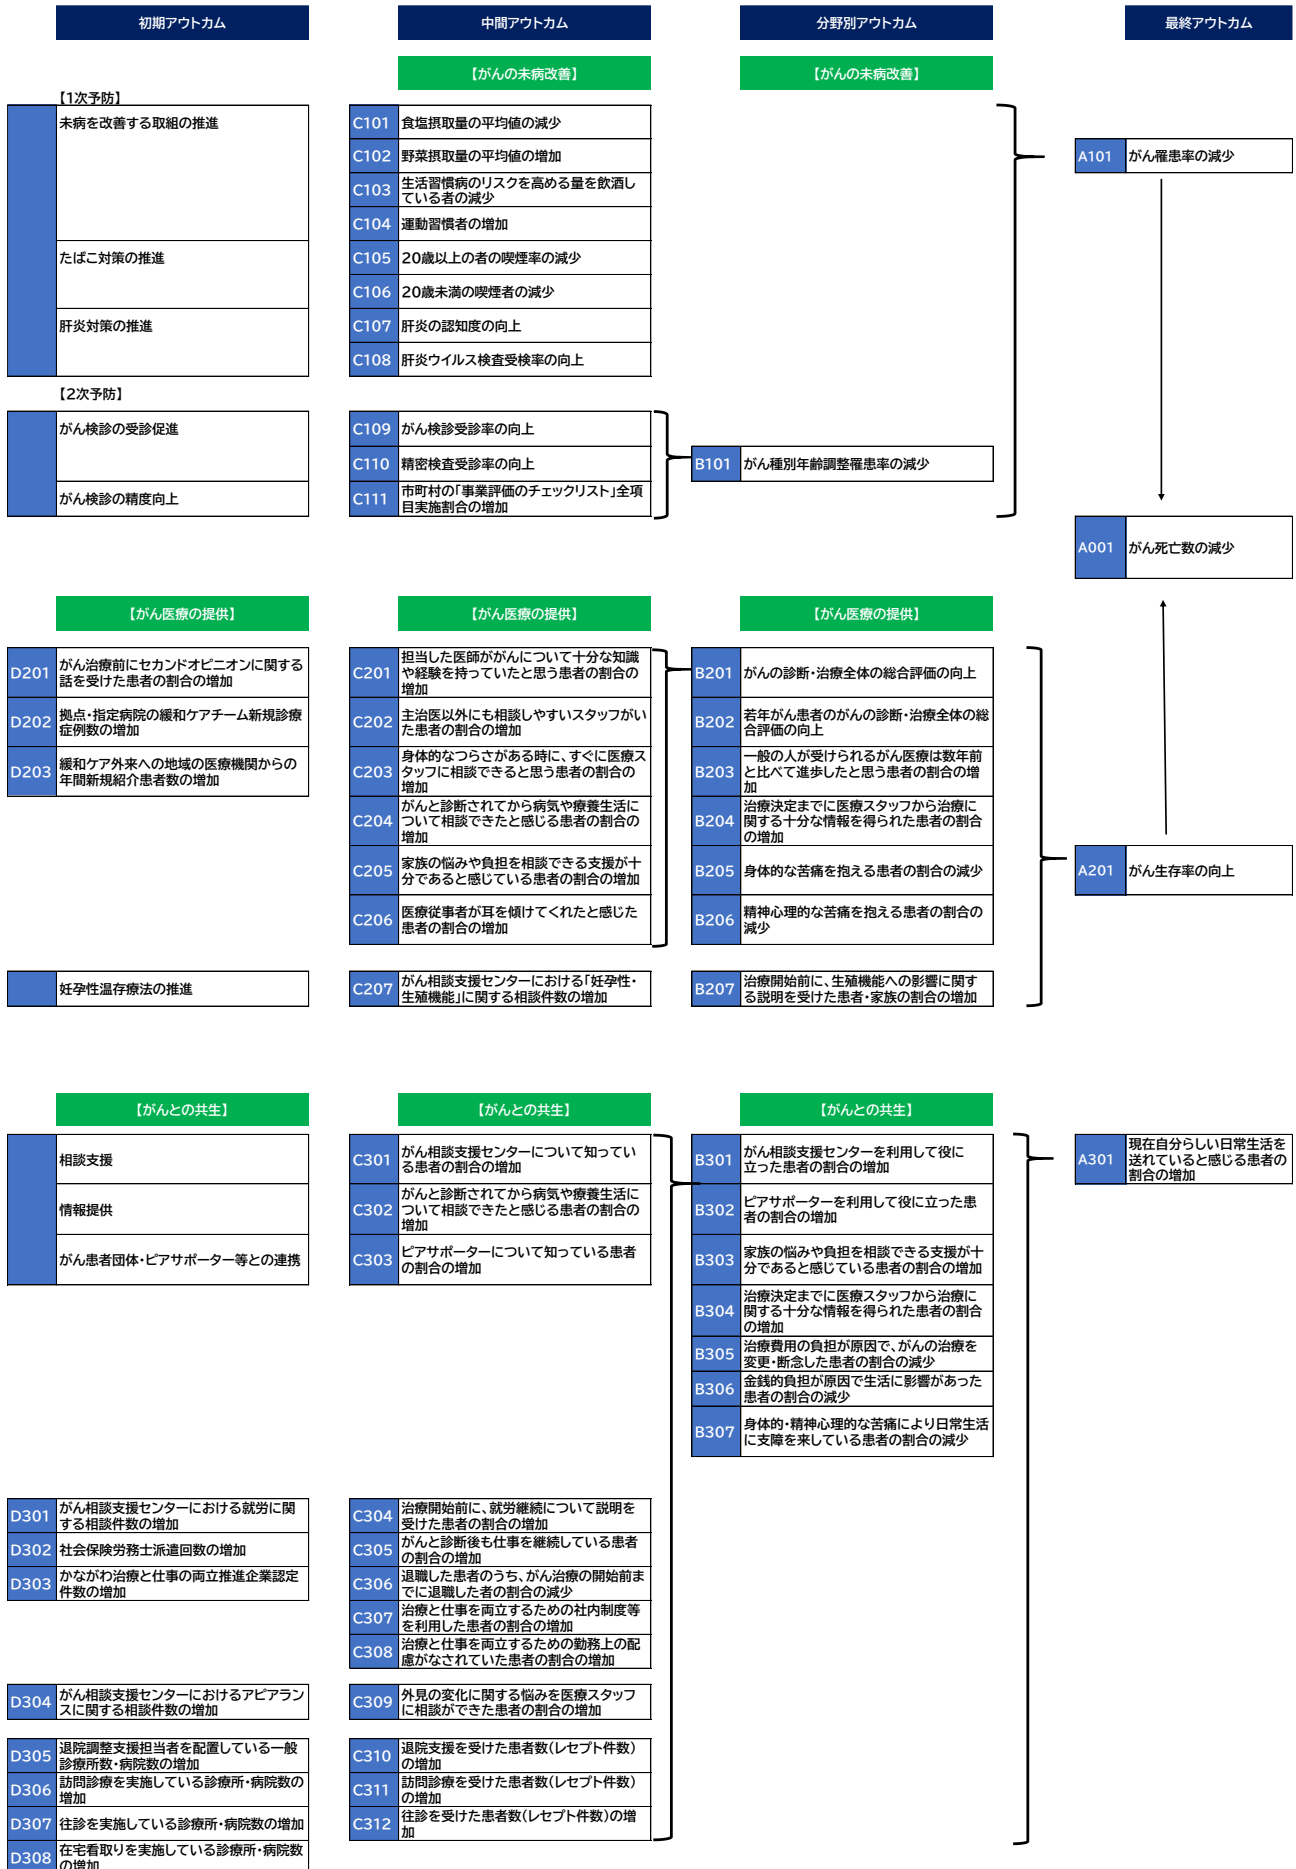 初期アウトカム
中間アウトカム
分野別アウトカム
最終アウトカム
【がんの未病改善】
【がんの未病改善】
【1次予防】
未病を改善する取組の推進
C101
食塩摂取量の平均値の減少
C102
野菜摂取量の平均値の増加
A101
がん罹患率の減少
C103
生活習慣病のリスクを高める量を飲酒し
ている者の減少
C104
運動習慣者の増加
たばこ対策の推進
C105
20歳以上の者の喫煙率の減少
C106
20歳未満の喫煙者の減少
肝炎対策の推進
C107
肝炎の認知度の向上
C108
肝炎ウイルス検査受検率の向上
【2次予防】
がん検診の受診促進
C109
がん検診受診率の向上
C110
精密検査受診率の向上
B101
がん種別年齢調整罹患率の減少
がん検診の精度向上
C111
市町村の「事業評価のチェックリスト」全項
目実施割合の増加
A001
がん死亡数の減少
【がん医療の提供】
【がん医療の提供】
【がん医療の提供】
D201
がん治療前にセカンドオピニオンに関する
話を受けた患者の割合の増加
C201
担当した医師ががんについて十分な知識
や経験を持っていたと思う患者の割合の
増加
B201
がんの診断・治療全体の総合評価の向上
D202
拠点・指定病院の緩和ケアチーム新規診療
症例数の増加
C202
主治医以外にも相談しやすいスタッフがい
た患者の割合の増加
B202
若年がん患者のがんの診断・治療全体の総
合評価の向上
D203
緩和ケア外来への地域の医療機関からの
年間新規紹介患者数の増加
C203
身体的なつらさがある時に、すぐに医療ス
タッフに相談できると思う患者の割合の
増加
B203
一般の人が受けられるがん医療は数年前
と比べて進歩したと思う患者の割合の増
加
C204
がんと診断されてから病気や療養生活に
ついて相談できたと感じる患者の割合の
増加
B204
治療決定までに医療スタッフから治療に
関する十分な情報を得られた患者の割合
の増加
C205
家族の悩みや負担を相談できる支援が十
分であると感じている患者の割合の増加
B205
身体的な苦痛を抱える患者の割合の減少
A201
がん生存率の向上
C206
医療従事者が耳を傾けてくれたと感じた
患者の割合の増加
B206
精神心理的な苦痛を抱える患者の割合の
減少
妊孕性温存療法の推進
C207
がん相談支援センターにおける「妊孕性・
生殖機能」に関する相談件数の増加
B207
治療開始前に、生殖機能への影響に関す
る説明を受けた患者・家族の割合の増加
【がんとの共生】
【がんとの共生】
【がんとの共生】
相談支援
C301
がん相談支援センターについて知ってい
る患者の割合の増加
B301
がん相談支援センターを利用して役に
立った患者の割合の増加
A301
現在自分らしい日常生活を
送れていると感じる患者の
割合の増加
情報提供
C302
がんと診断されてから病気や療養生活に
ついて相談できたと感じる患者の割合の
増加
B302
ピアサポーターを利用して役に立った患
者の割合の増加
がん患者団体・ピアサポーター等との連携
C303
ピアサポーターについて知っている患者
の割合の増加
B303
家族の悩みや負担を相談できる支援が十
分であると感じている患者の割合の増加
B304
治療決定までに医療スタッフから治療に
関する十分な情報を得られた患者の割合
の増加
B305
治療費用の負担が原因で、がんの治療を
変更・断念した患者の割合の減少
B306
金銭的負担が原因で生活に影響があった
患者の割合の減少
B307
身体的・精神心理的な苦痛により日常生活
に支障を来している患者の割合の減少
D301
がん相談支援センターにおける就労に関
する相談件数の増加
C304
治療開始前に、就労継続について説明を
受けた患者の割合の増加
D302
社会保険労務士派遣回数の増加
C305
がんと診断後も仕事を継続している患者
の割合の増加
D303
かながわ治療と仕事の両立推進企業認定
件数の増加
C306
退職した患者のうち、がん治療の開始前ま
でに退職した者の割合の減少
C307
治療と仕事を両立するための社内制度等
を利用した患者の割合の増加
C308
治療と仕事を両立するための勤務上の配
慮がなされていた患者の割合の増加
D304
がん相談支援センターにおけるアピアラン
スに関する相談件数の増加
C309
外見の変化に関する悩みを医療スタッフ
に相談ができた患者の割合の増加
D305
退院調整支援担当者を配置している一般
診療所数・病院数の増加
C310
退院支援を受けた患者数(レセプト件数)
の増加
D306
訪問診療を実施している診療所・病院数の
増加
C311
訪問診療を受けた患者数(レセプト件数)
の増加
D307
往診を実施している診療所・病院数の増加
C312
往診を受けた患者数(レセプト件数)の増
加
D308
在宅看取りを実施している診療所・病院数
の増加